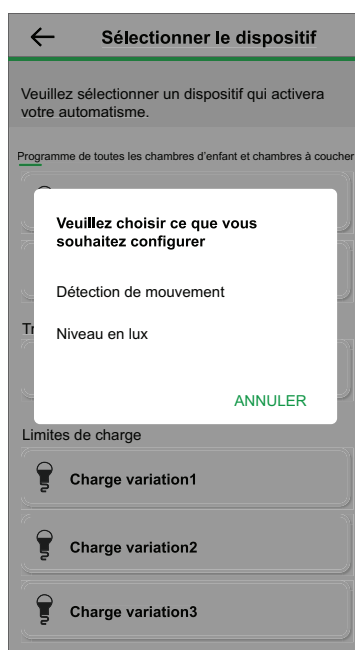 Sélectionner le dispositif
Veuillez sélectionner un dispositif qui activera
votre automatisme.
Programme de toutes les chambres d'enfant et chambres à coucher
Veuillez choisir ce que vous
souhaitez configurer
Détection de mouvement
Niveau en lux
ANNULER
Tr
Limites de charge
Charge variation1
Charge variation2
Charge variation3